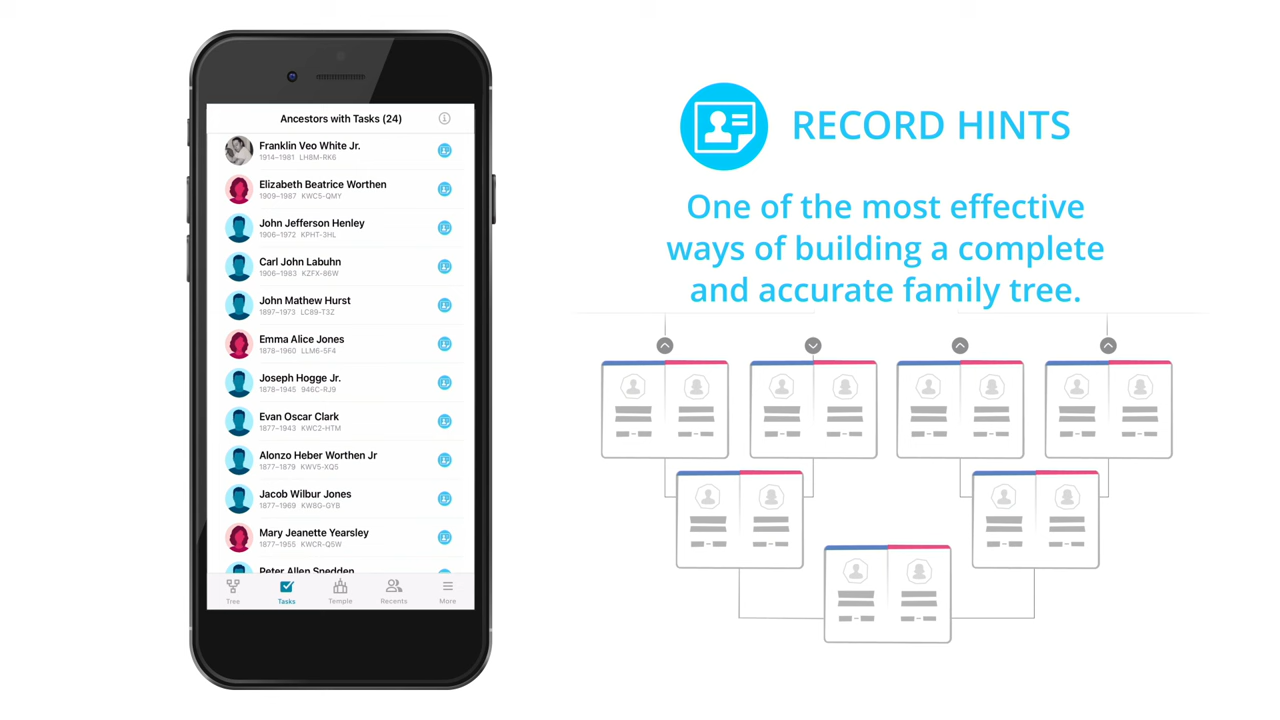 Ancestors with Tasks (24)
Franklin Veo White Jr.
1914–1981 LH8M-RK6
Elizabeth Beatrice Worthen
1909–1987 KWC5-QMY
John Jefferson Henley
1906–1972 KPHT-3HL
Carl John Labuhn
1906–1983 KZFX-86W
John Mathew Hurst
1897–1973 LC89-T3Z
Emma Alice Jones
1878–1960 LLM6-5F4
Joseph Hogge Jr.
1878–1945 946C-RJ9
Evan Oscar Clark
1877–1943 KWC2-HTM
Alonzo Heber Worthen Jr
1877–1879 KWV5-XQ5
Jacob Wilbur Jones
1877–1969 KW8G-GYB
Mary Jeanette Yearsley
1877–1955 KWCR-Q5W
Peter Allen Snedden
Tree
Tasks
Temple
Recents
More
RECORD HINTS
One of the most effective
ways of building a complete
and accurate family tree.